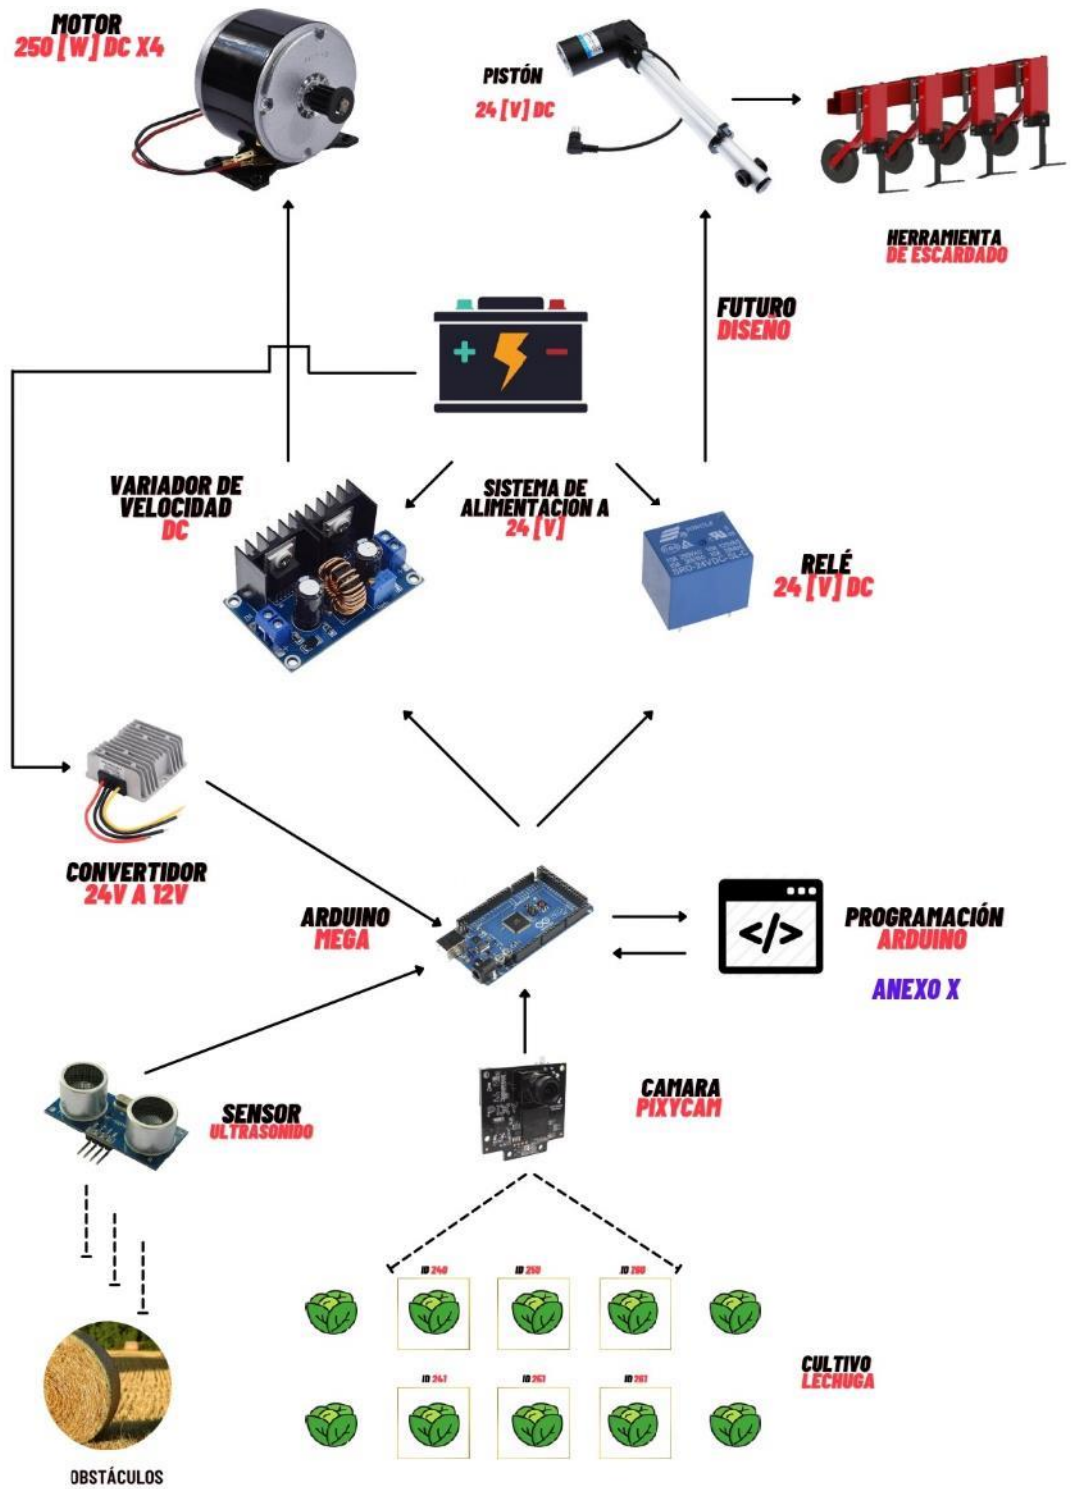 MOTOR
250 [W] DC X4
PISTÓN
24 [V] DC
HERRAMIENTA
DE ESCARDADO
FUTURO
DISEÑO
VARIADOR DE
VELOCIDAD
DC
SISTEMA DE
ALIMENTACION A
24 [V]
RELÉ
24 [V] DC
CONVERTIDOR
24V A 12V
ARDUINO
MEGA
</>
PROGRAMACIÓN
ARDUINO
ANEXO X
SENSOR
ULTRASONIDO
PIXY
CAMARA
PIXYCAM
ID 240
ID 250
ID 260
ID 241
ID 251
ID 261
CULTIVO
LECHUGA
OBSTÁCULOS